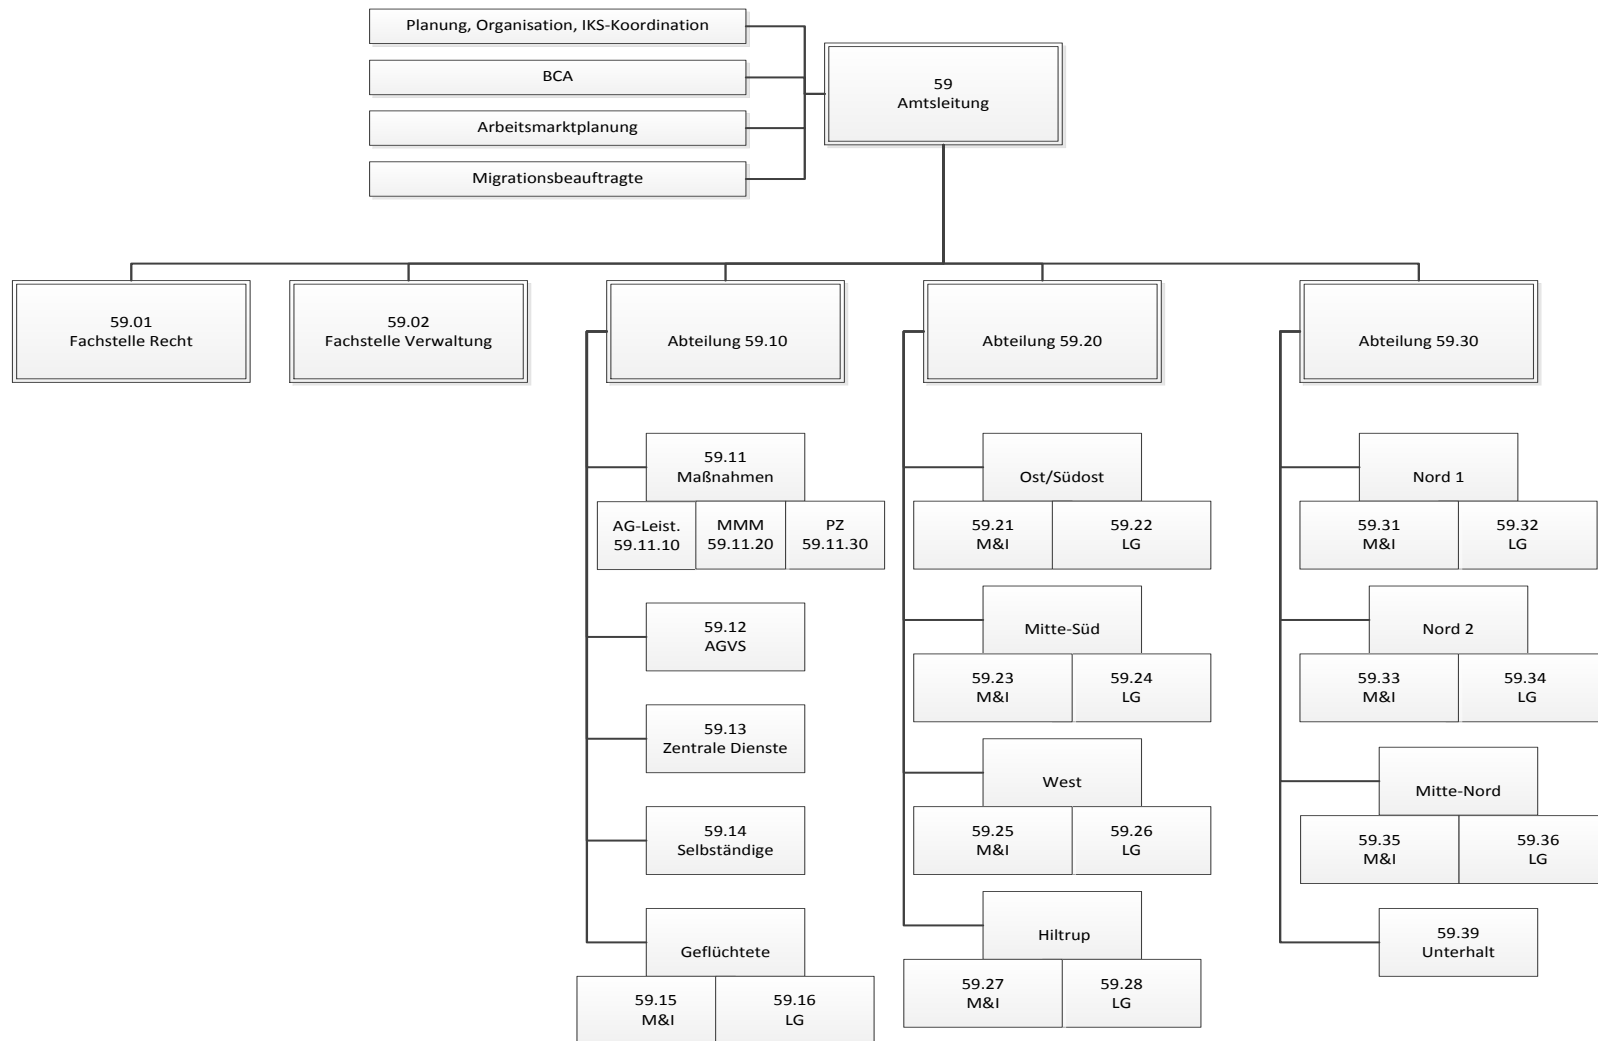 Planung, Organisation, IKS-Koordination
BCA
Arbeitsmarktplanung
Migrationsbeauftragte
59
Amtsleitung
59.01
Fachstelle Recht
59.02
Fachstelle Verwaltung
Abteilung 59.10
Abteilung 59.20
Abteilung 59.30
59.11
Maßnahmen
AG-Leist.
59.11.10
MMM
59.11.20
PZ
59.11.30
59.12
AGVS
59.13
Zentrale Dienste
59.14
Selbständige
Geflüchtete
59.15
M&I
59.16
LG
Ost/Südost
59.21
M&I
59.22
LG
Mitte-Süd
59.23
M&I
59.24
LG
West
59.25
M&I
59.26
LG
Hiltrup
59.27
M&I
59.28
LG
Nord 1
59.31
M&I
59.32
LG
Nord 2
59.33
M&I
59.34
LG
Mitte-Nord
59.35
M&I
59.36
LG
59.39
Unterhalt